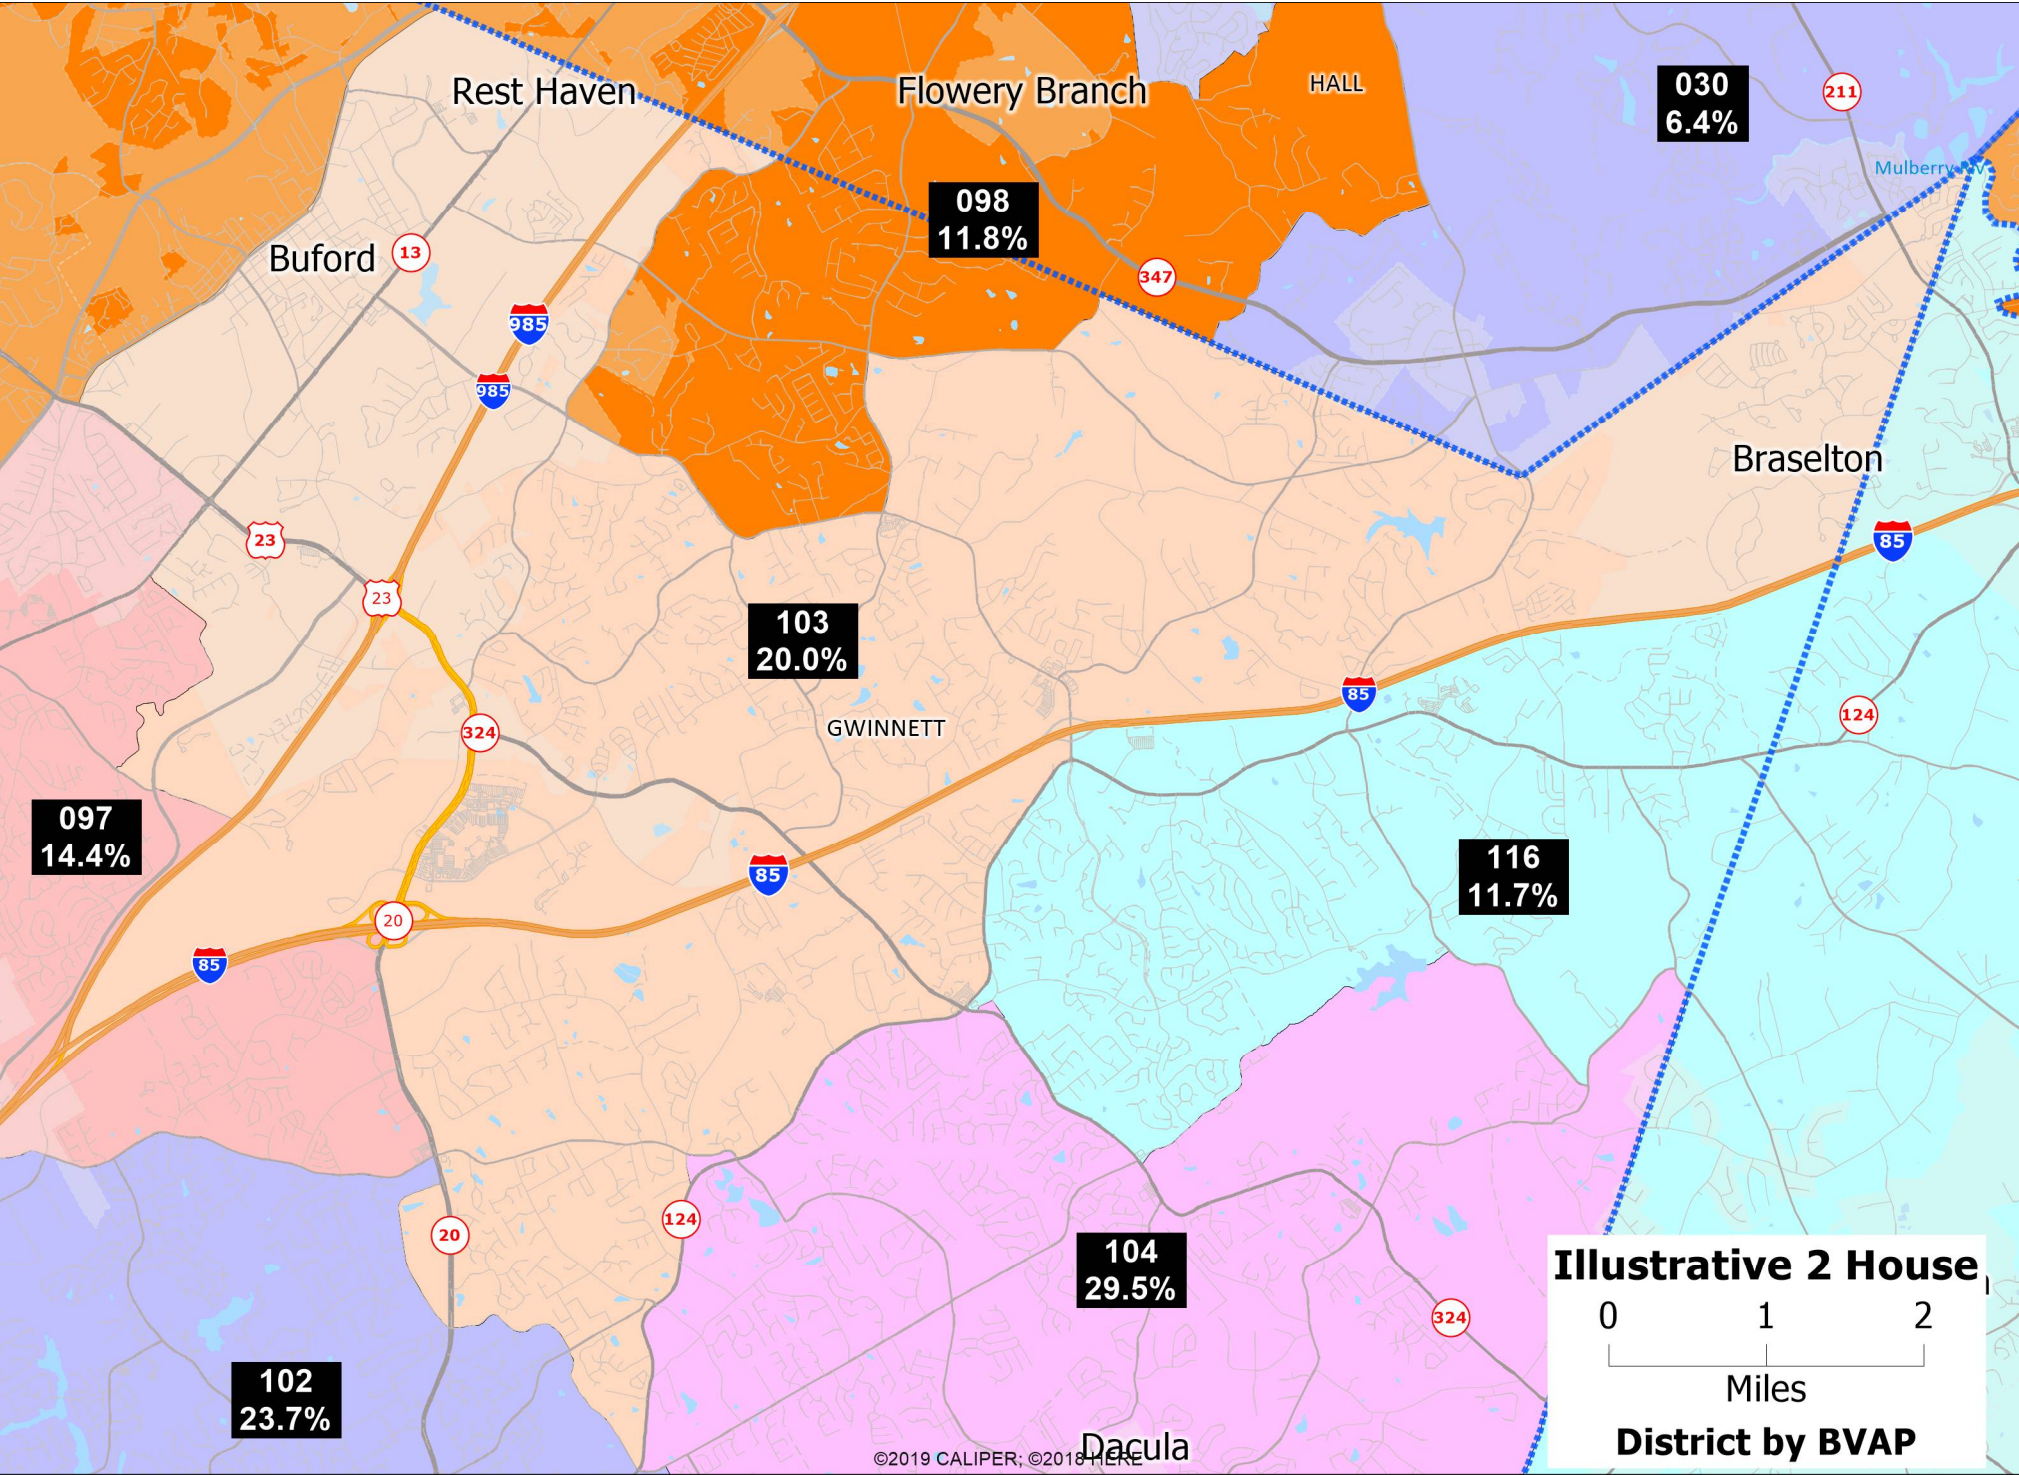 Rest Haven
Flowery Branch
HALL
030
6.4%
211
Mulberry
098
11.8%
Buford
13
347
985
985
Braselton
23
85
23
103
20.0%
85
GWINNETT
324
124
097
14.4%
85
116
11.7%
20
85
124
20
104
29.5%
324
102
23.7%
Dacula
©2019 CALIPER; ©2018 HERE
Illustrative 2 House
0 1 2
Miles
District by BVAP